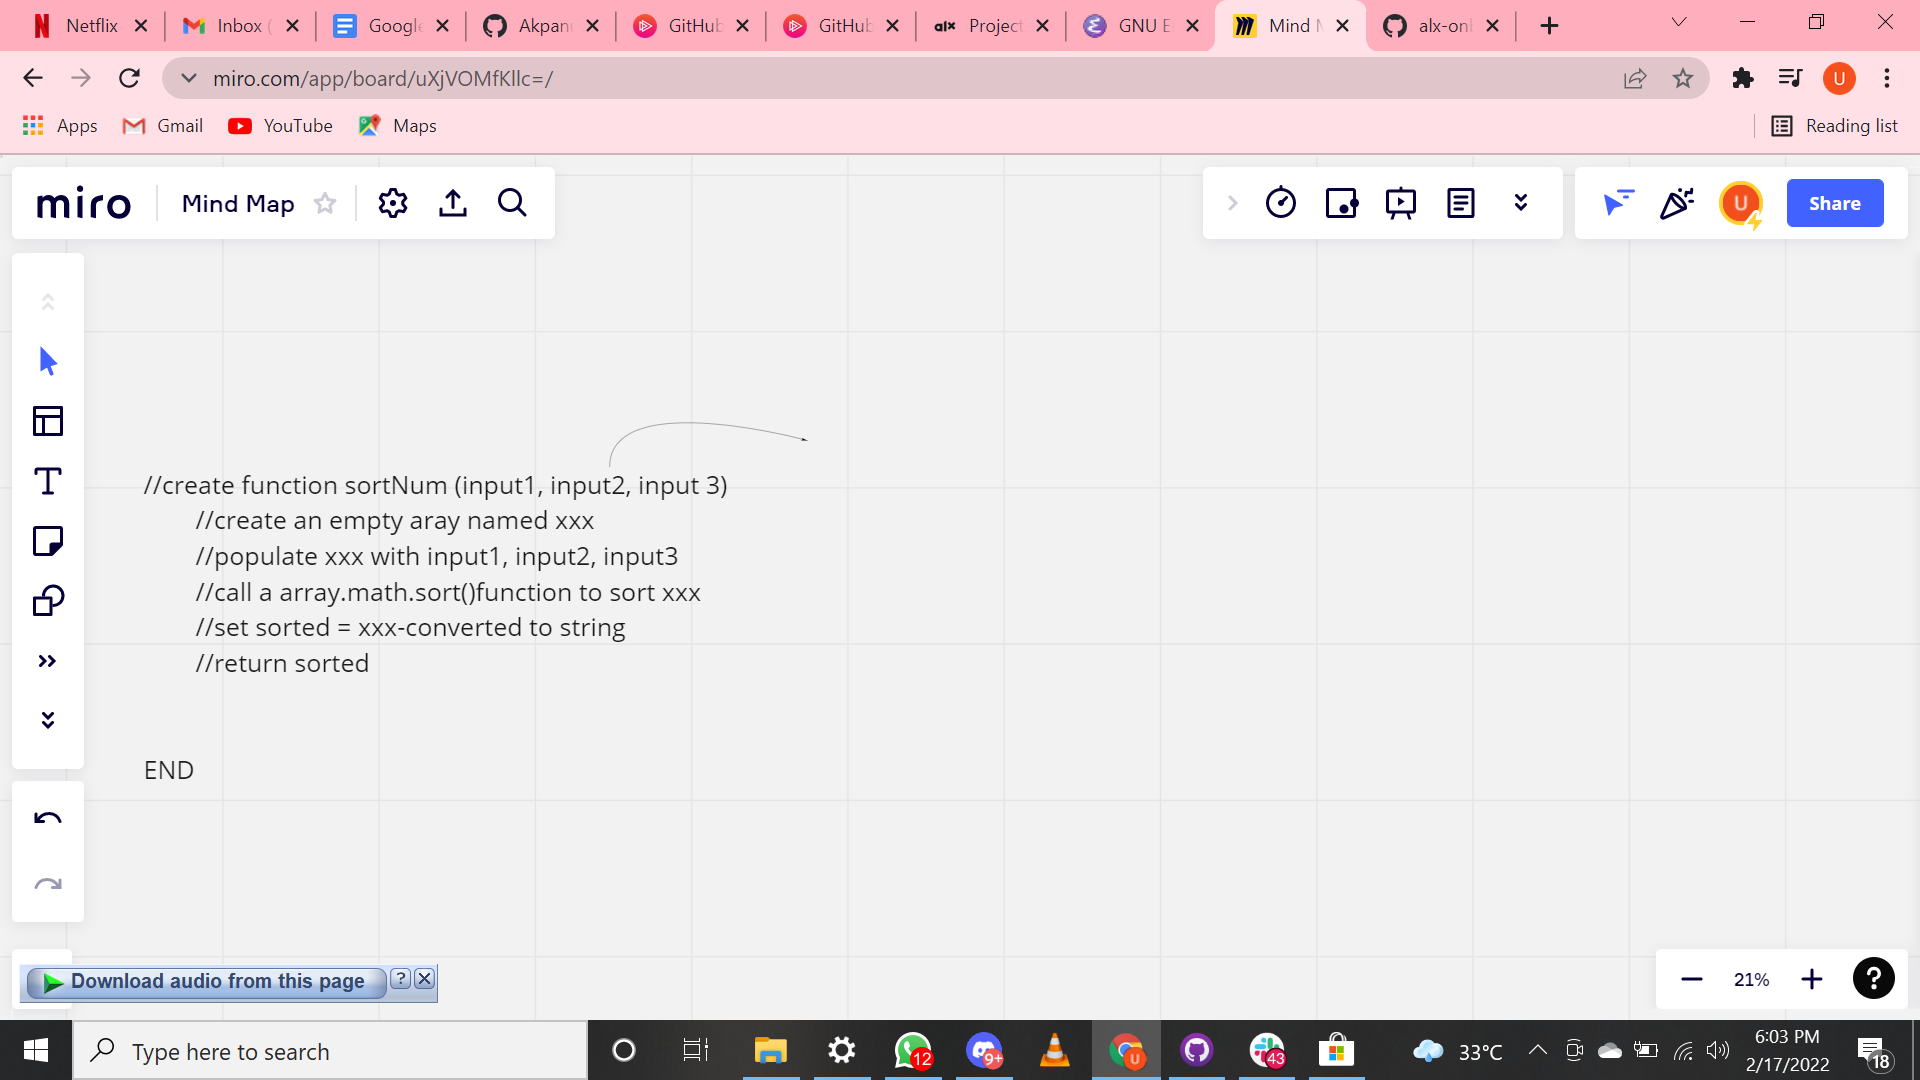 Netflix
Inbox (
Google
Akpan
GitHub
GitHub
alx Project
GNU E
Mind M
alx-onl
miro.com/app/board/uXjVOMfKllc=/
U
Apps
Gmail
YouTube
Maps
Reading list
miro
Mind Map
U
Share
//create function sortNum (input1, input2, input 3)
//create an empty aray named xxx
//populate xxx with input1, input2, input3
//call a array.math.sort()function to sort xxx
//set sorted = xxx-converted to string
//return sorted
END
Download audio from this page
?
21%
?
Type here to search
12
9+
U
43
33°C
6:03 PM
2/17/2022
18